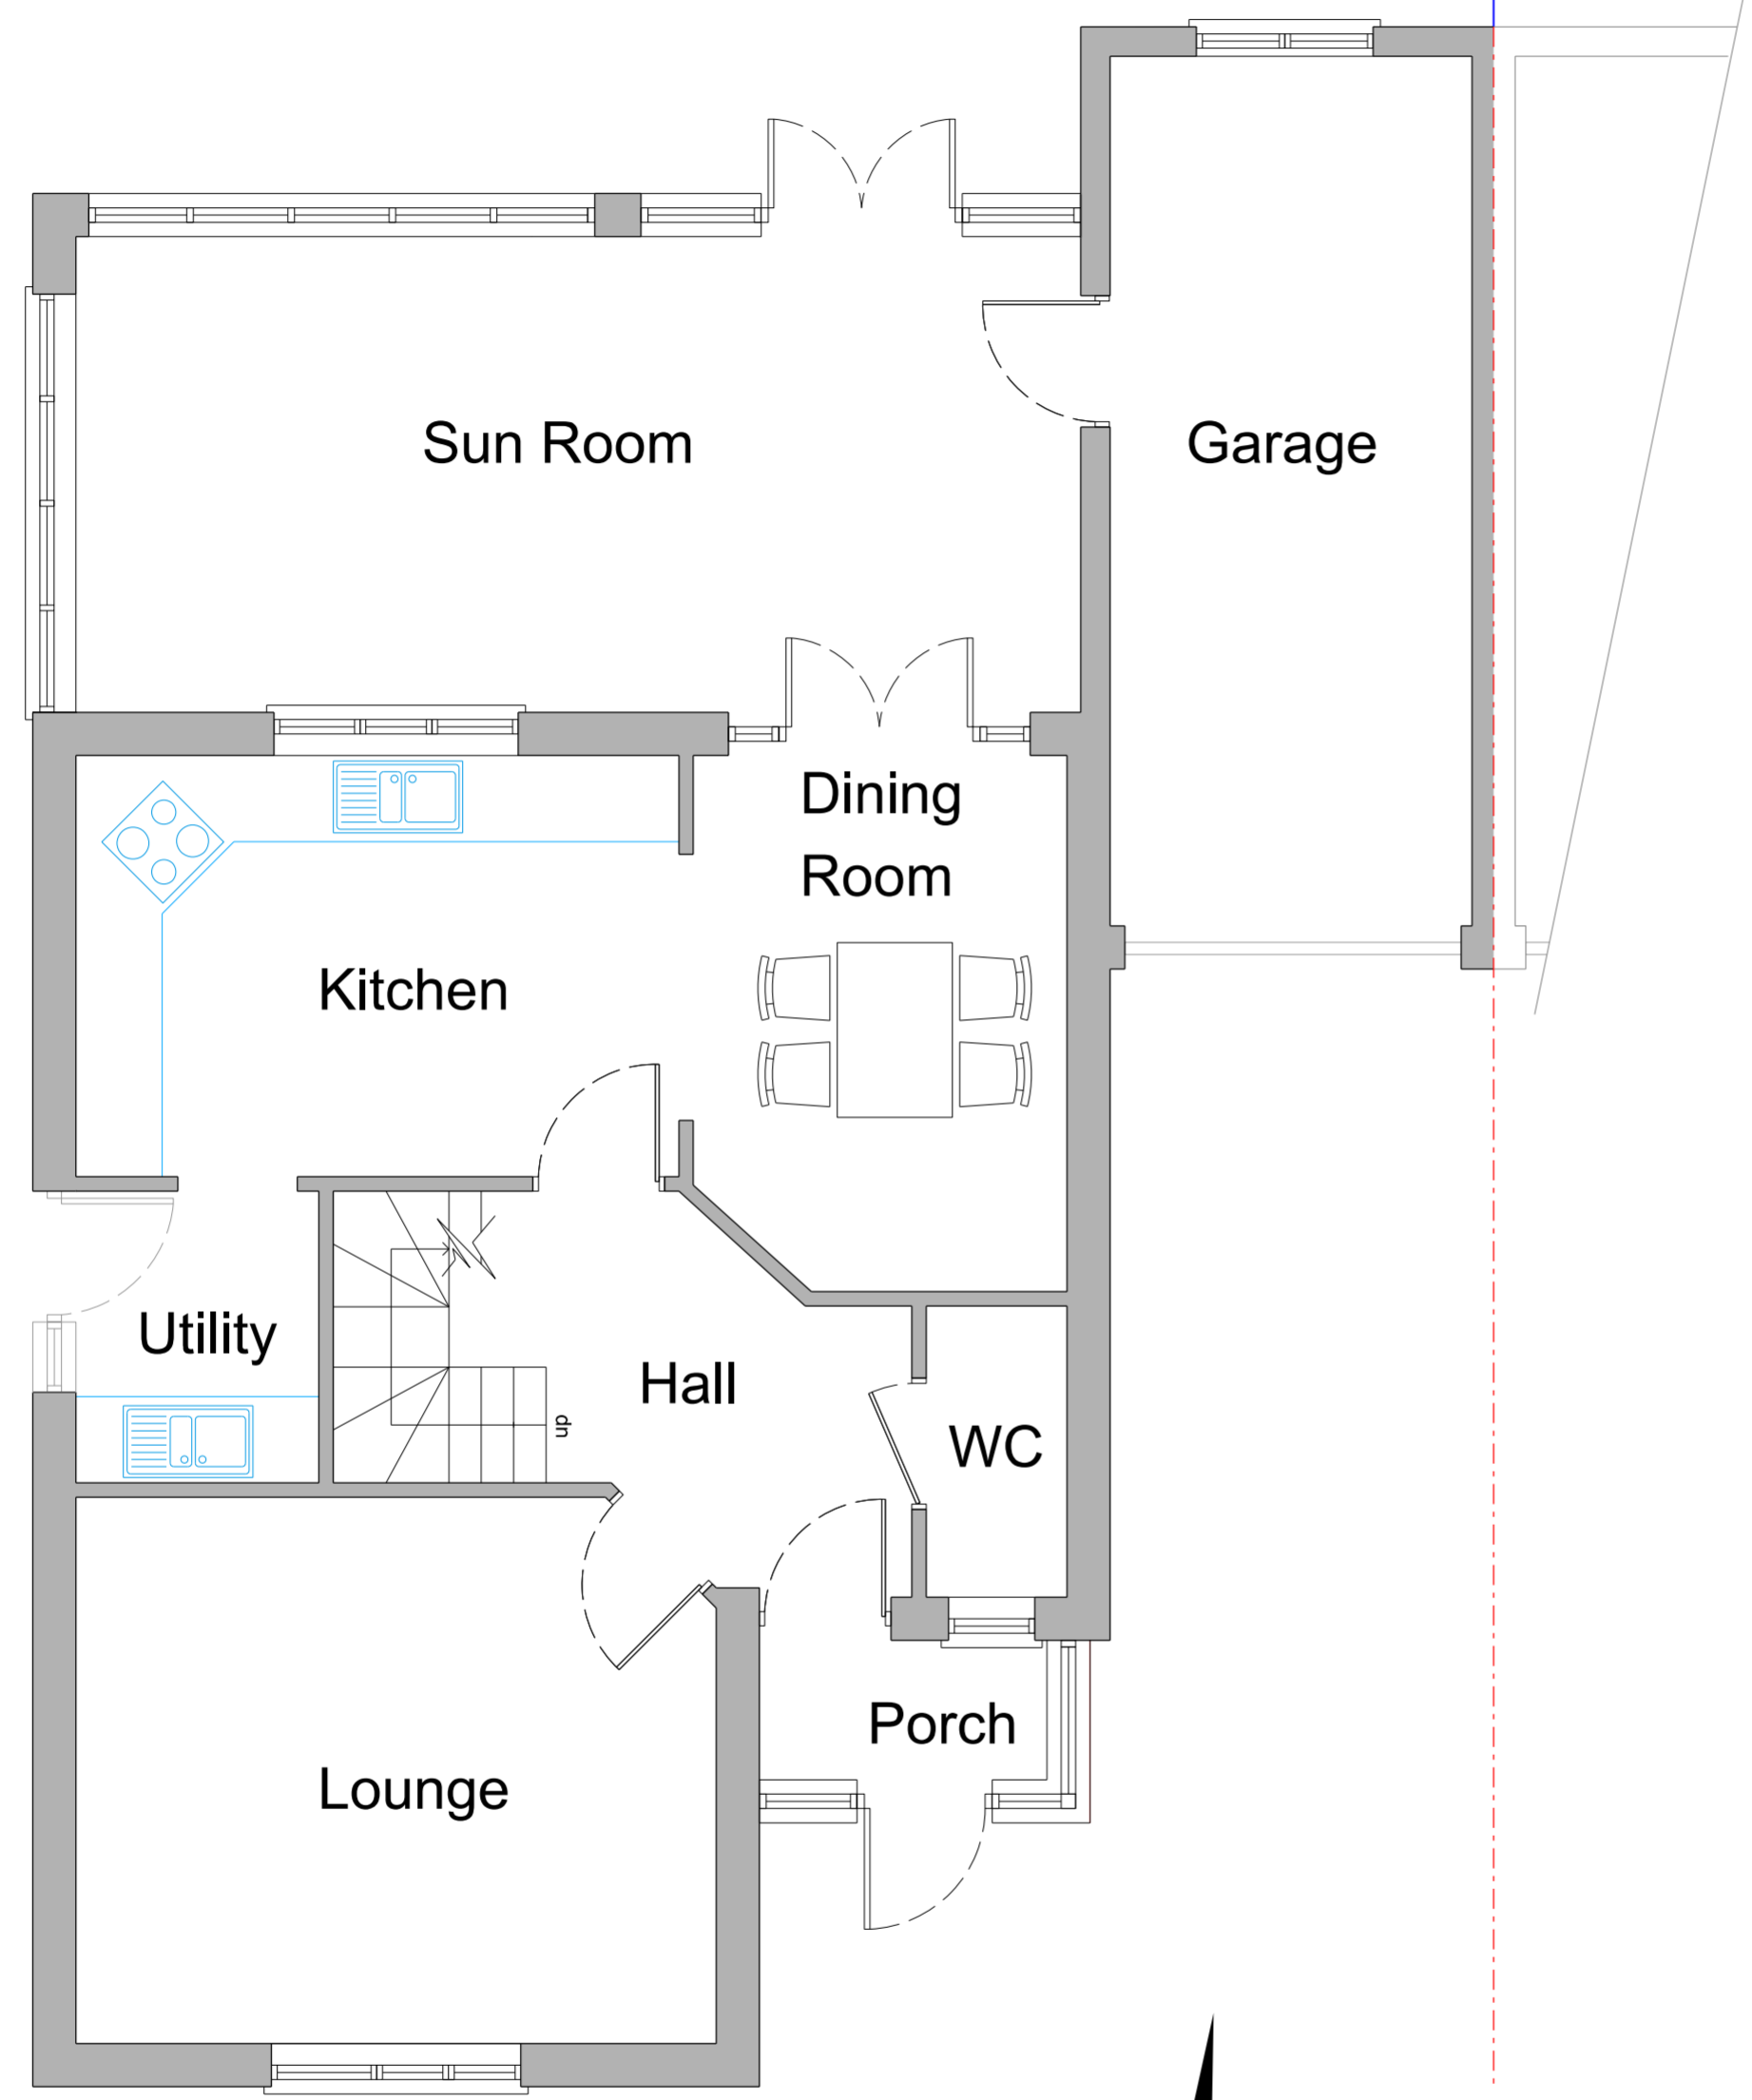 Sun Room
Garage
Dining
Room
Kitchen
Utility
Hall
up
WC
Porch
Lounge